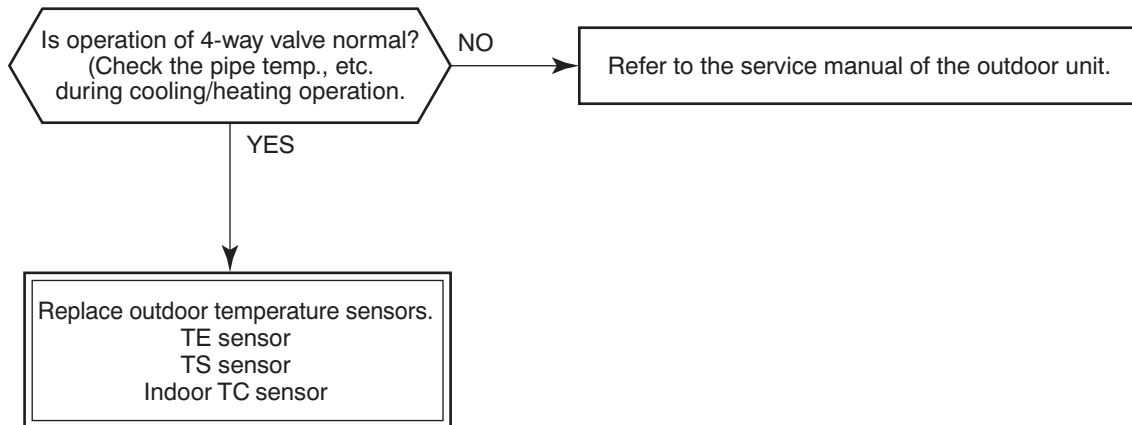 Is operation of 4-way valve normal?
(Check the pipe temp., etc.
during cooling/heating operation.
NO
Refer to the service manual of the outdoor unit.
YES
Replace outdoor temperature sensors.
TE sensor
TS sensor
Indoor TC sensor